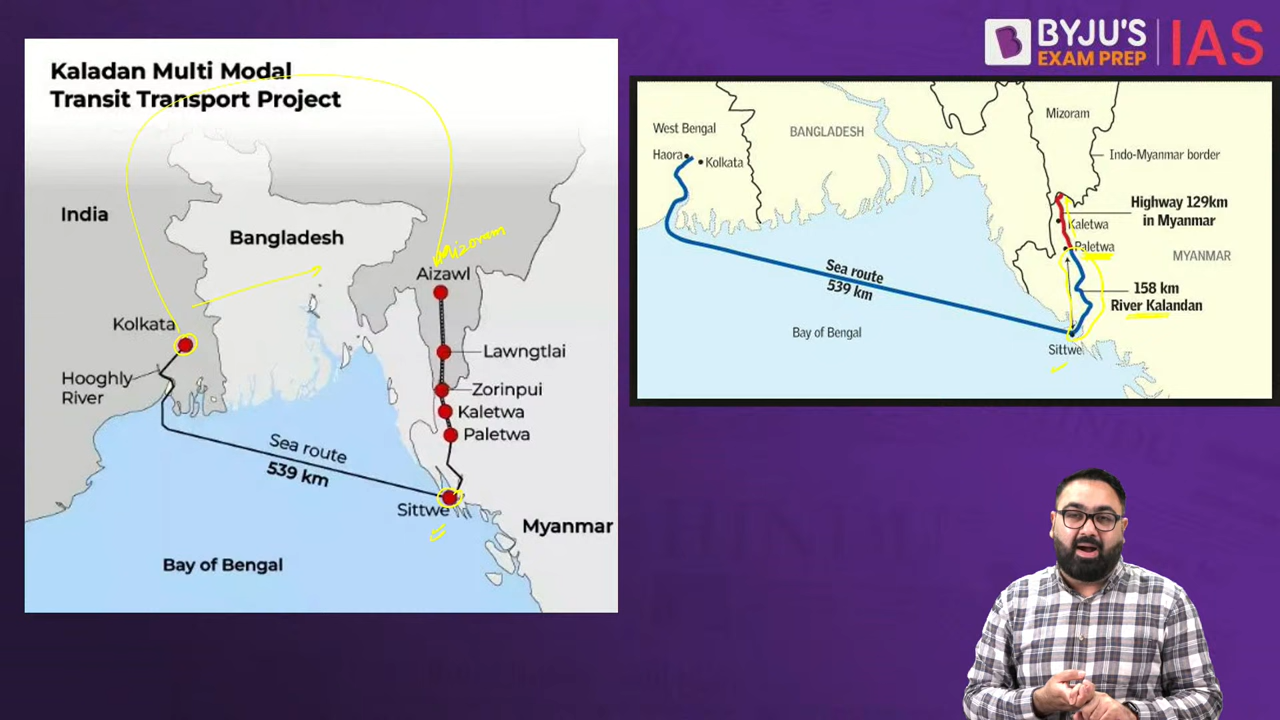 Kaladan Multi Modal
Transit Transport Project
India
Bangladesh
Mizoram
Aizawl
Kolkata
Hooghly
River
Lawngtlai
Zorinpui
Kaletwa
Paletwa
Sea route
539 km
Sittwe
Myanmar
Bay of Bengal
BYJU'S
EXAM PREP
IAS
West Bengal
BANGLADESH
Mizoram
Haora
Kolkata
Indo-Myanmar border
Highway 129km
in Myanmar
Kaletwa
Paletwa
MYANMAR
Sea route
539 km
158 km
River Kalandan
Bay of Bengal
Sittwe